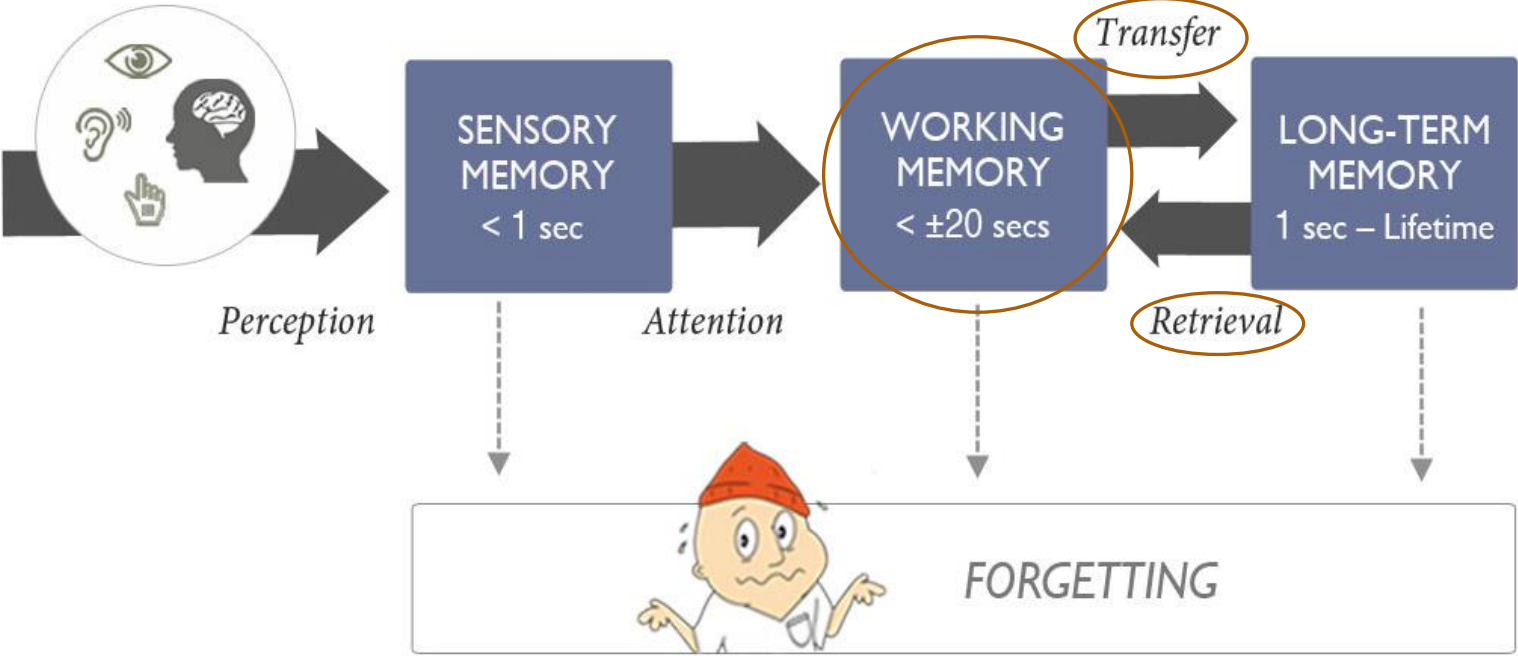 Transfer
SENSORY
MEMORY
< 1 sec
WORKING
MEMORY
< ±20 secs
LONG-TERM
MEMORY
1 sec – Lifetime
Perception
Attention
Retrieval
FORGETTING